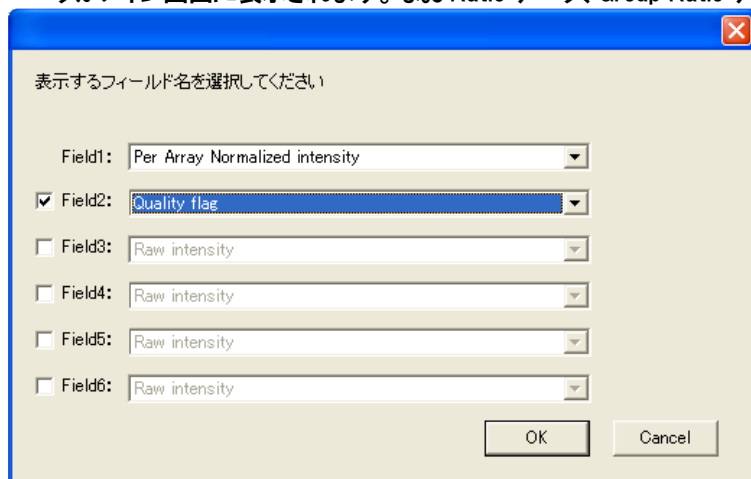 表示するフィールド名を選択してください
Field1: Per Array Normalized intensity
Field2: Quality flag
Field3: Raw intensity
Field4: Raw intensity
Field5: Raw intensity
Field6: Raw intensity
OK Cancel